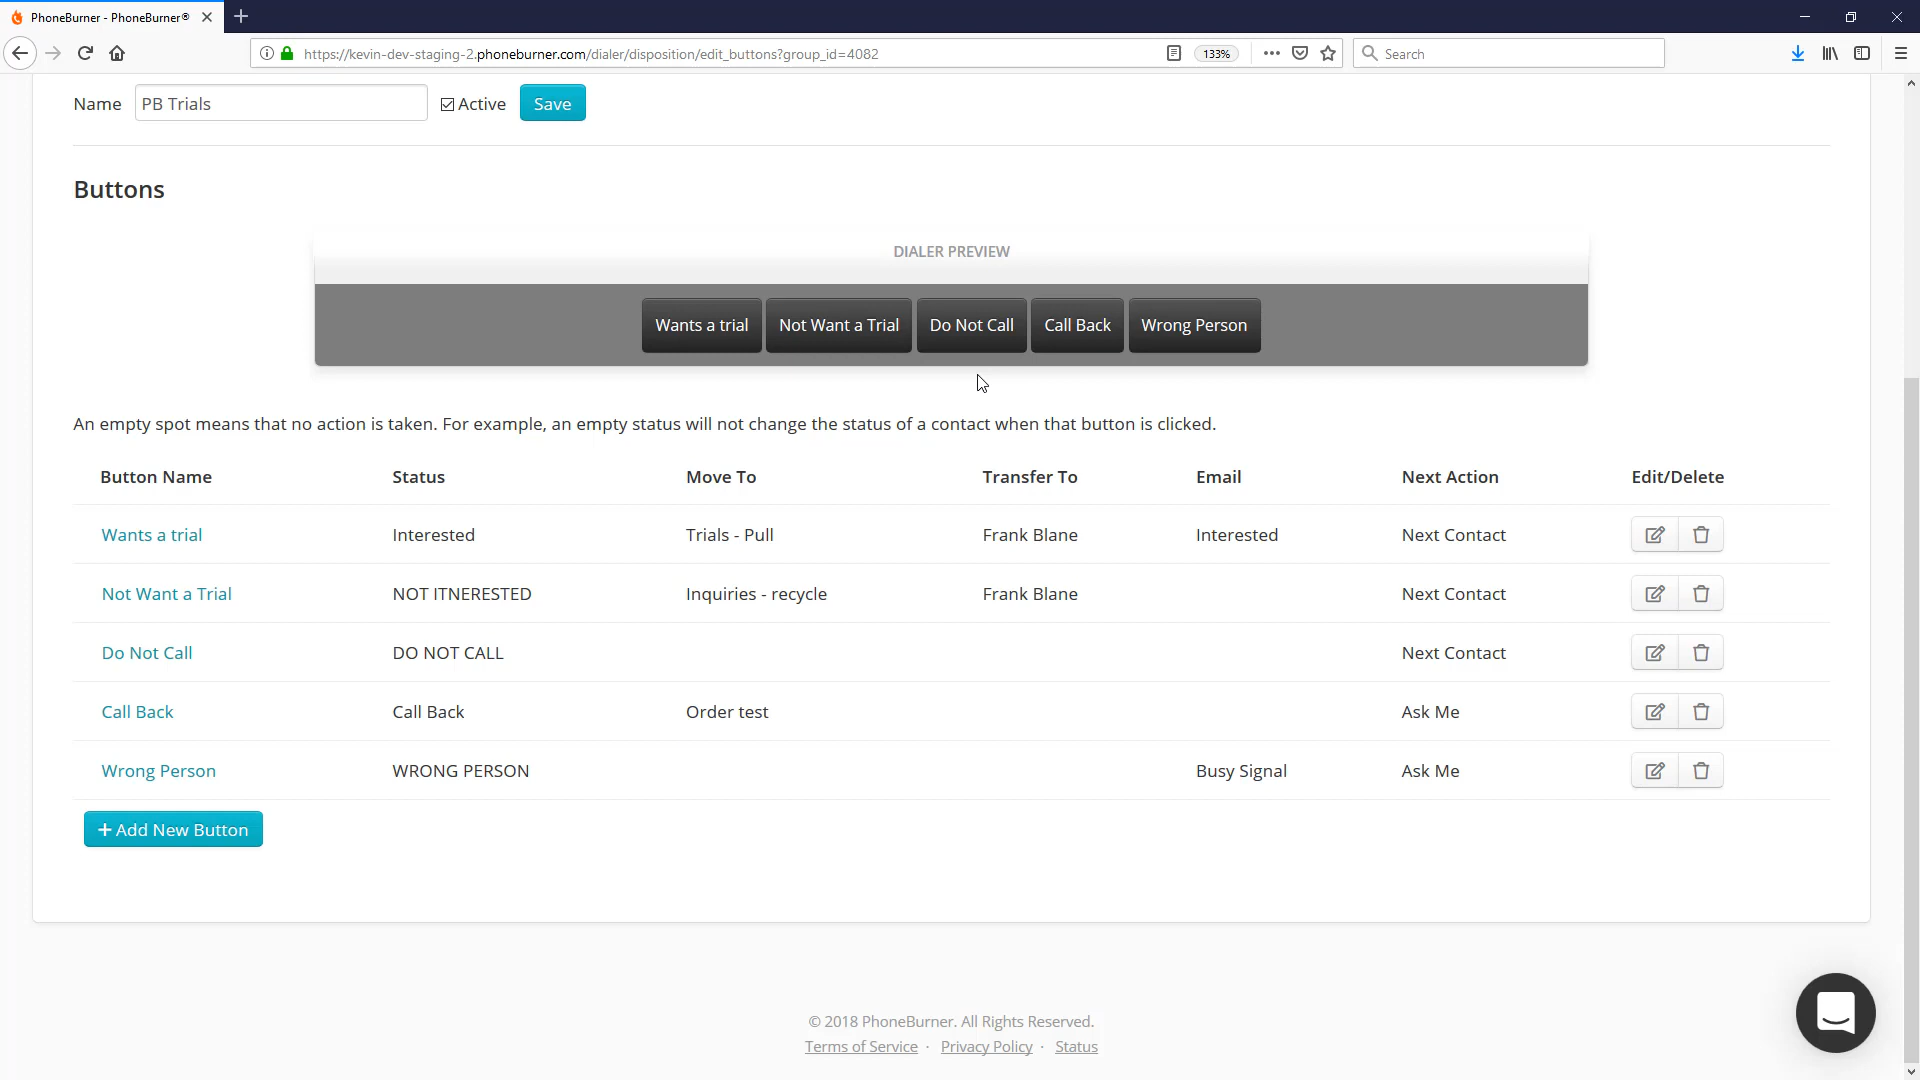 PhoneBurner - PhoneBurner®
https://kevin-dev-staging-2.phoneburner.com/dialer/disposition/edit_buttons?group_id=4082
133%
Search
Name PB Trials Active Save
Buttons
DIALER PREVIEW
Wants a trial Not Want a Trial Do Not Call Call Back Wrong Person
An empty spot means that no action is taken. For example, an empty status will not change the status of a contact when that button is clicked.
Button Name Status Move To Transfer To Email Next Action Edit/Delete
Wants a trial Interested Trials - Pull Frank Blane Interested Next Contact
Not Want a Trial NOT ITNERESTED Inquiries - recycle Frank Blane Next Contact
Do Not Call DO NOT CALL Next Contact
Call Back Call Back Order test Ask Me
Wrong Person WRONG PERSON Busy Signal Ask Me
+ Add New Button
© 2018 PhoneBurner. All Rights Reserved.
Terms of Service · Privacy Policy · Status